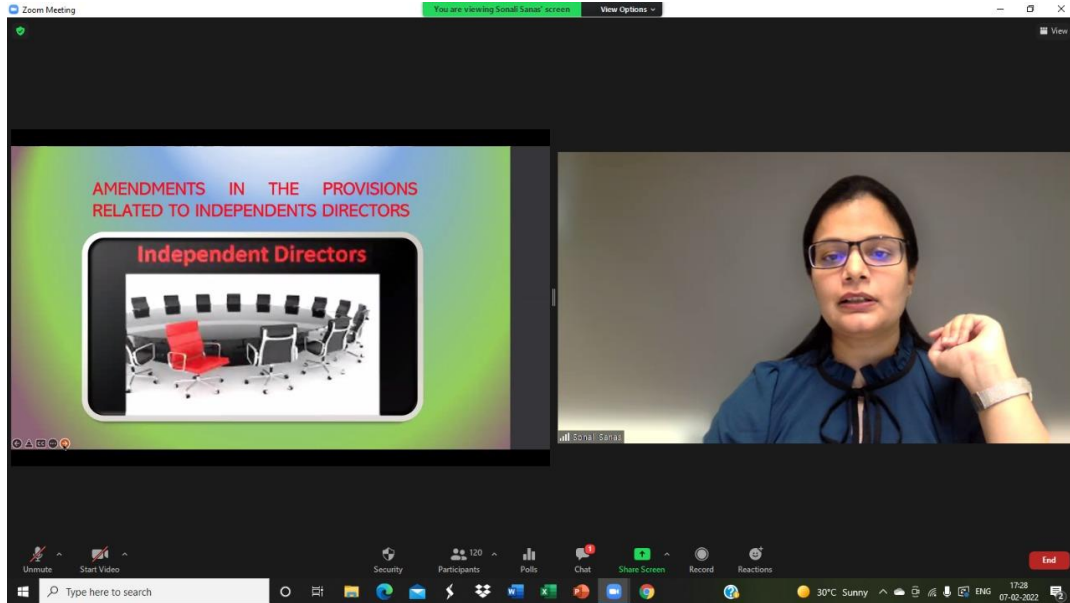 Zoom Meeting
You are viewing Sonali Sanas' screen
View Options
View
AMENDMENTS IN THE PROVISIONS
RELATED TO INDEPENDENTS DIRECTORS
Independent Directors
Sonali Sanas
Unmute
Start Video
Security
120
Participants
Polls
1
Chat
Share Screen
Record
Reactions
End
Type here to search
30°C Sunny
ENG
17:28
07-02-2022
2